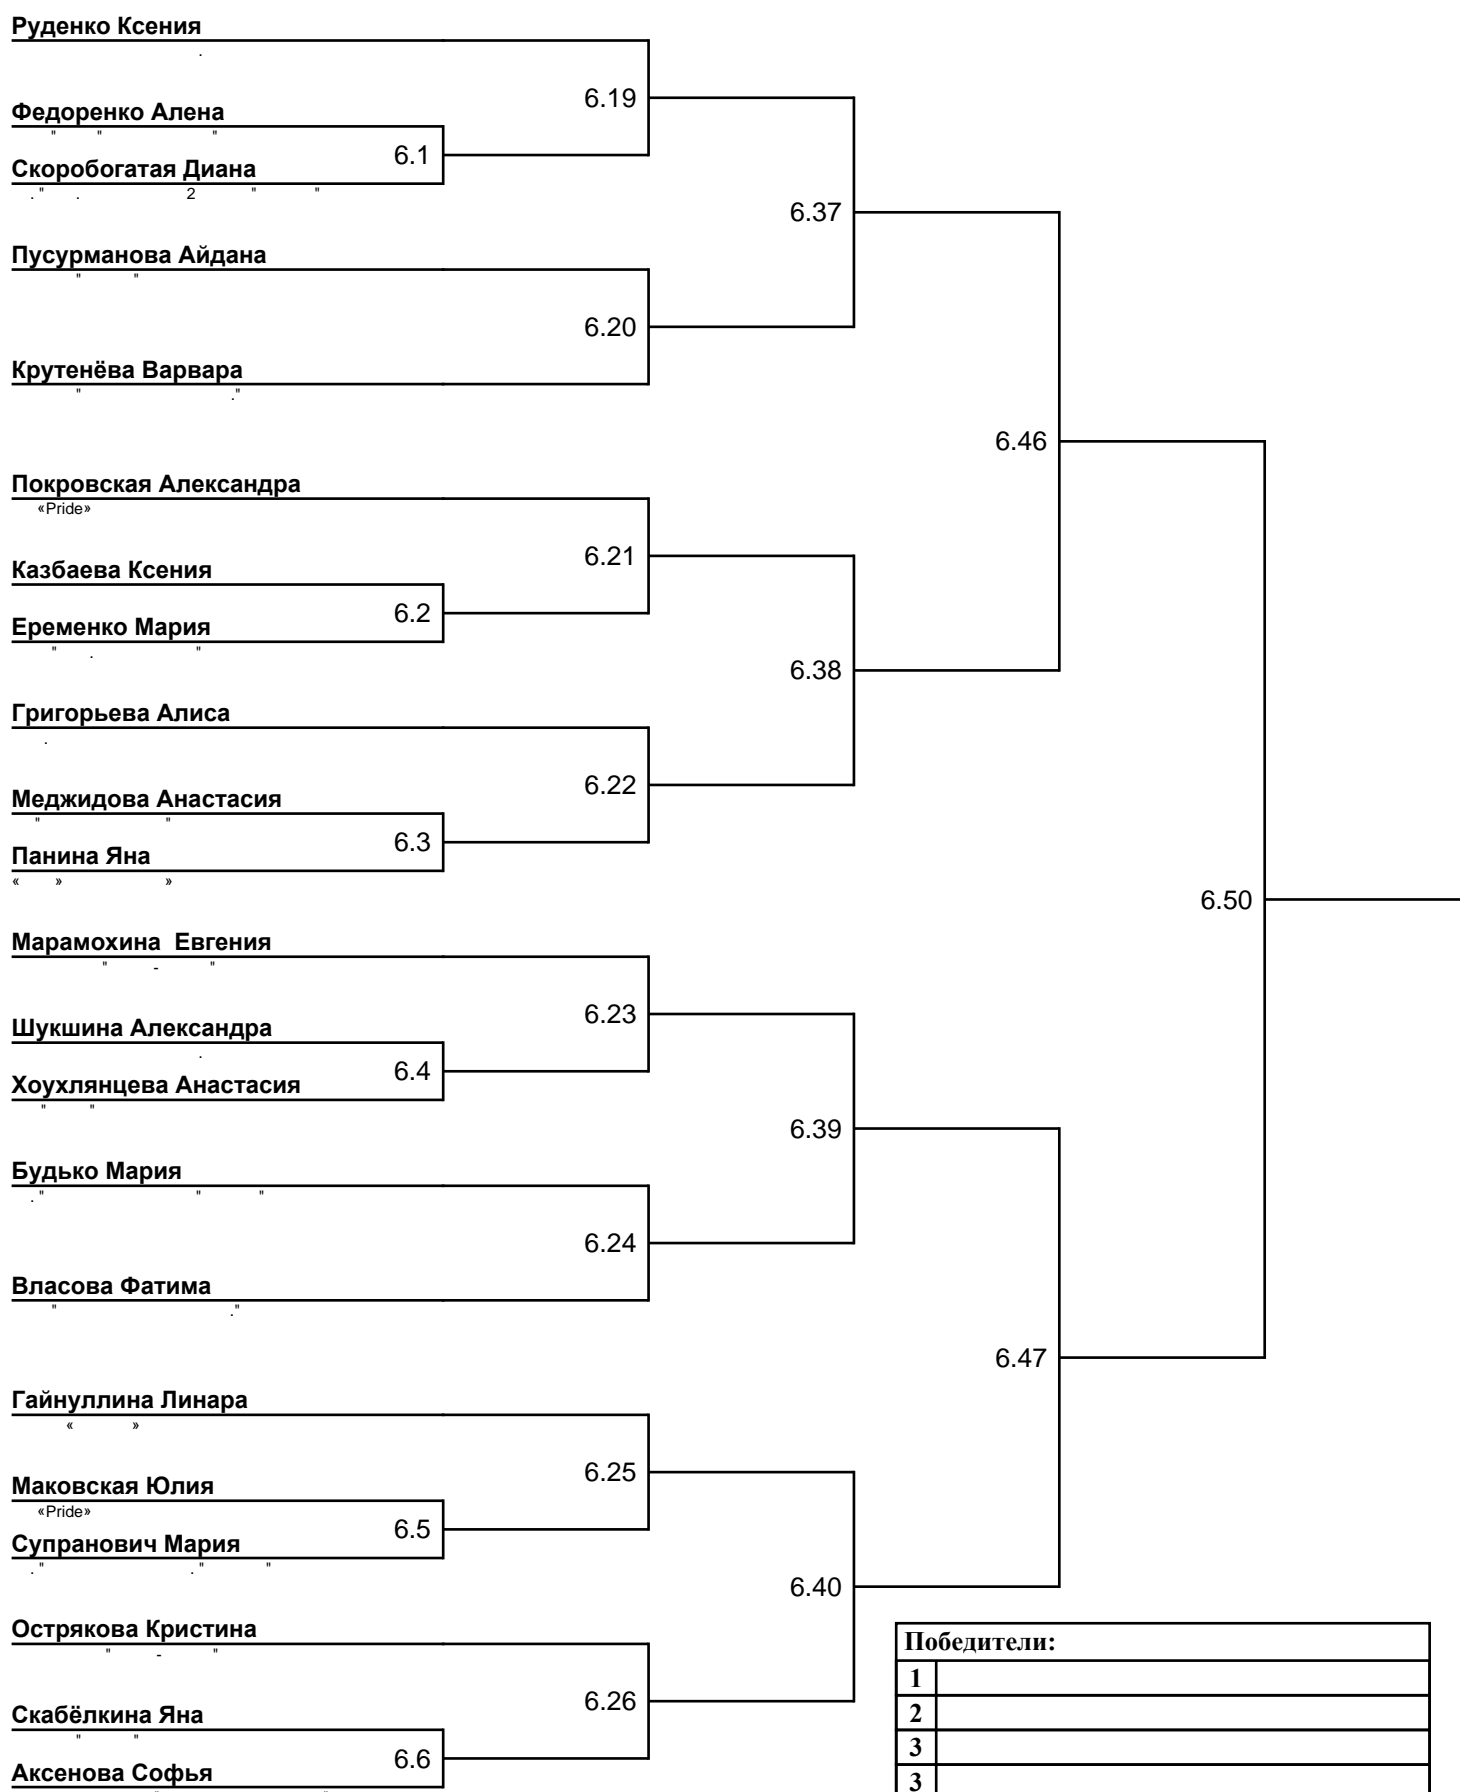 Руденко Ксения
.
6.19
Федоренко Алена
" " "
6.1
Скоробогатая Диана
. " . 2 " "
6.37
Пусурманова Айдана
" "
6.20
Крутенёва Варвара
" ."
6.46
Покровская Александра
«Pride»
6.21
Казбаева Ксения
6.2
Еременко Мария
" . "
6.38
Григорьева Алиса
.
6.22
Меджидова Анастасия
" "
6.3
Панина Яна
« » »
6.50
Марамохина Евгения
" - "
6.23
Шукшина Александра
.
6.4
Хоухлянцева Анастасия
" "
6.39
Будько Мария
. " " "
6.24
Власова Фатима
" ."
6.47
Гайнуллина Линара
« »
6.25
Маковская Юлия
«Pride»
6.5
Супранович Мария
. " . " "
6.40
Острякова Кристина
" - "
Победители:
1
6.26
2
Скабёлкина Яна
" "
3
6.6
Аксенова Софья
3